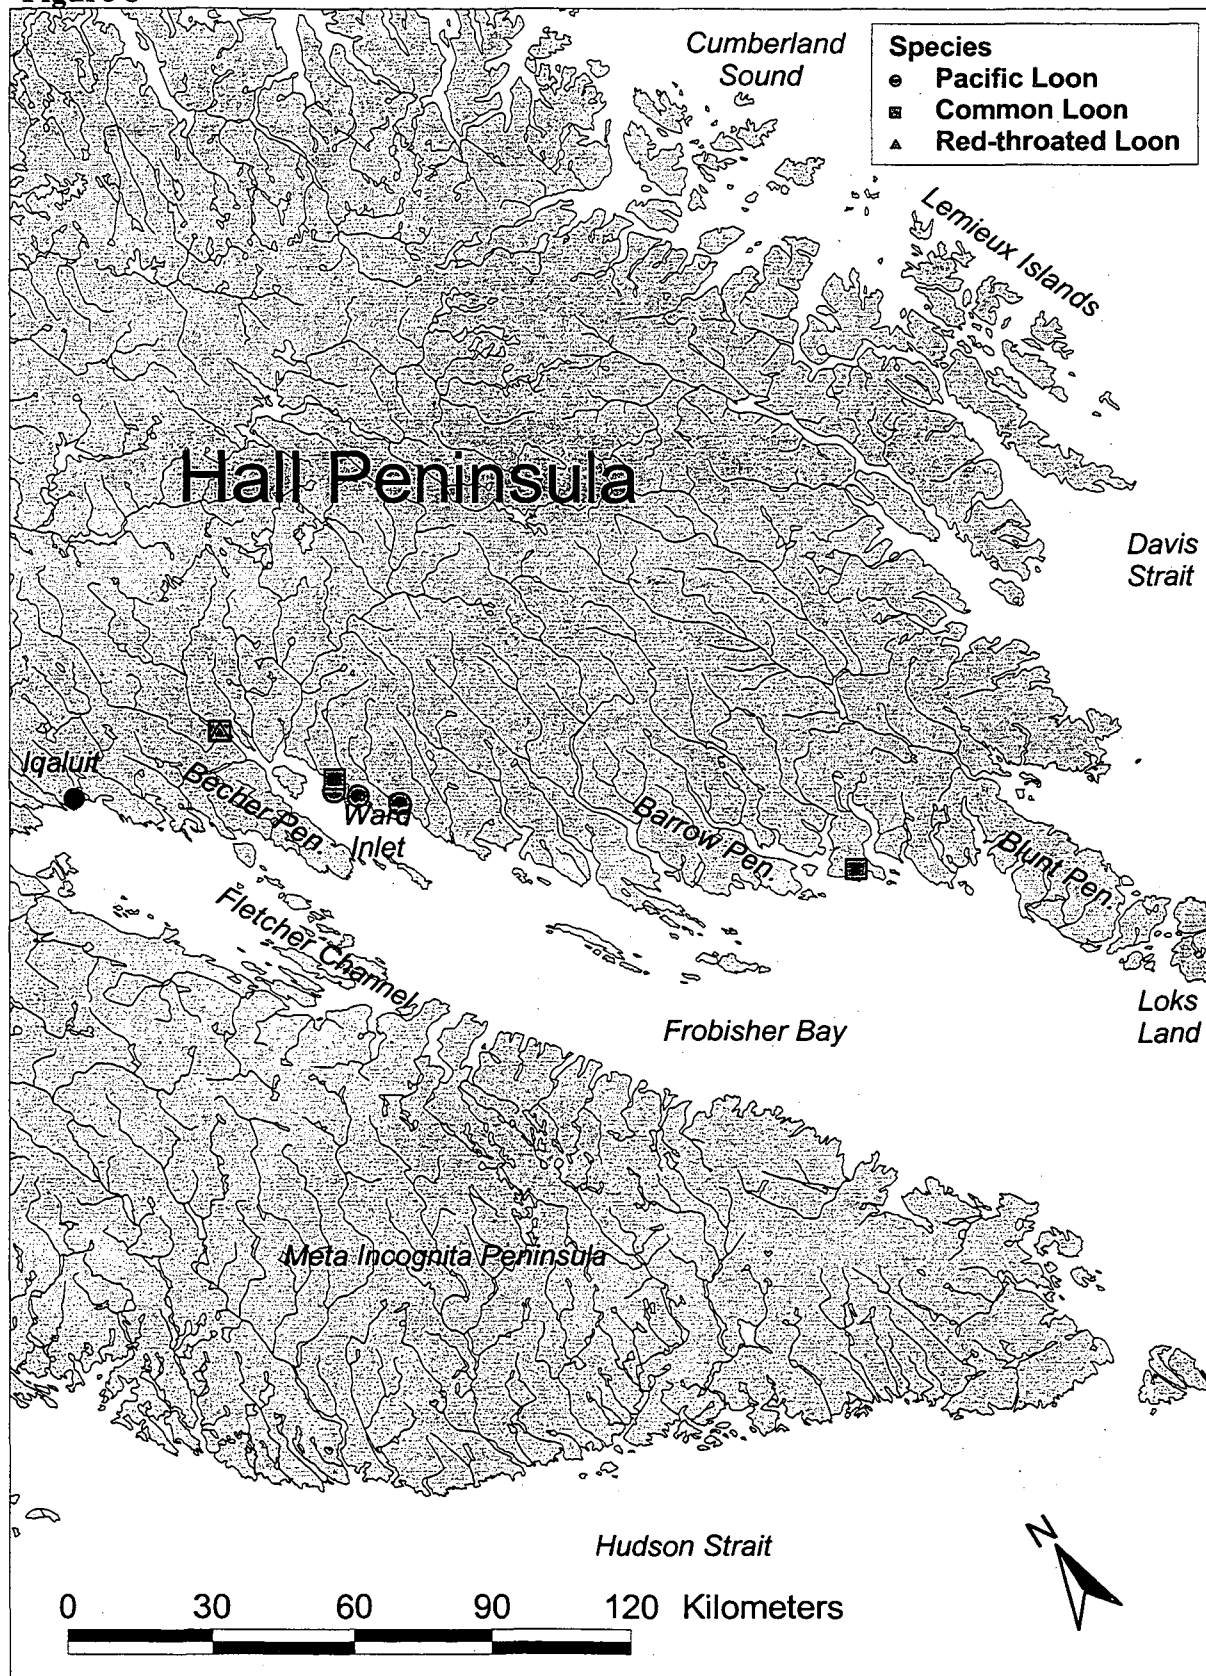 Cumberland
Sound
Species
Pacific Loon
Common Loon
Red-throated Loon
Lemieux Islands
Hall Peninsula
Davis
Strait
Iqaluit
Becher Pen.
Ward
Inlet
Barrow Pen.
Blunt Pen.
Fletcher Channel
Loks
Land
Frobisher Bay
Meta Incognita Peninsula
Hudson Strait
N
0 30 60 90 120 Kilometers